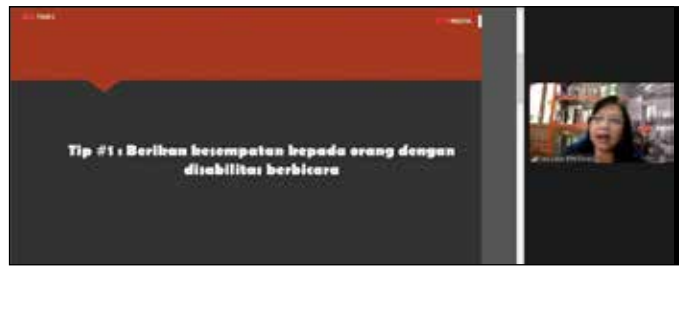 Tip #1 : Berikan kesempatan kepada orang dengan
disabilitas berbicara